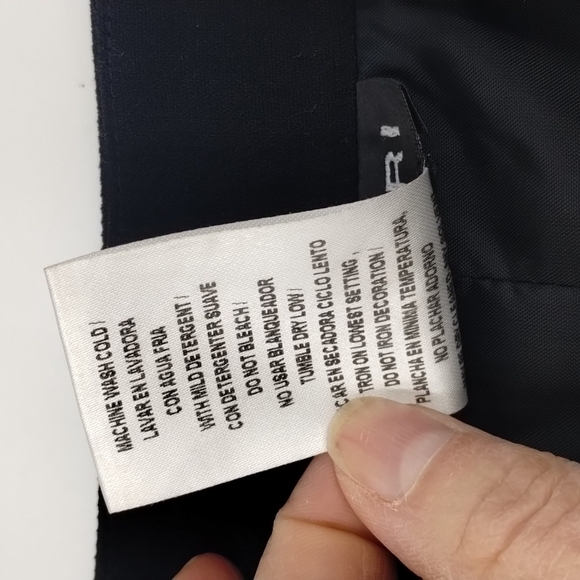 RI
MACHINE WASH COLD /
LAVAR EN LAVADORA
CON AGUA FRIA
WITH MILD DETERGENT /
CON DETERGENTER SUAVE
DO NOT BLEACH /
NO USAR BLANQUEADOR
TUMBLE DRY LOW /
CAR EN SECADORA CICLO LENTO
TRON ON LOWEST SETTING ,
DO NOT IRON DECORATION /
PLANCHA EN MINIMA TEMPERATURA,
NO PLACHAR ADORNO